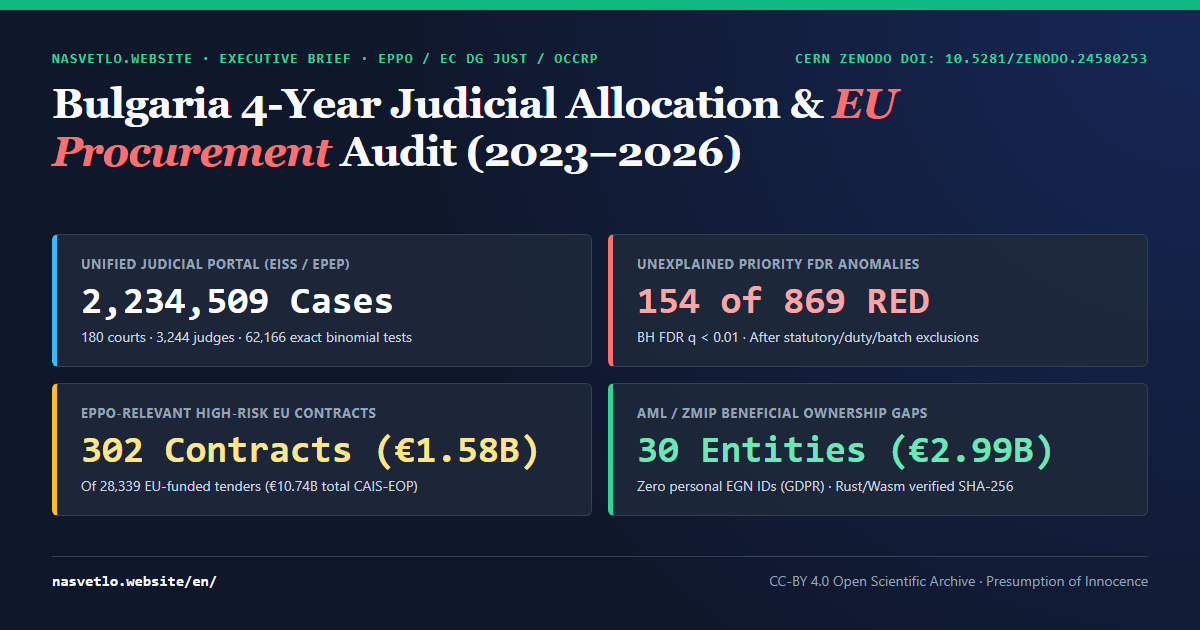 NASVETLO.WEBSITE · EXECUTIVE BRIEF · EPPO / EC DG JUST / OCCRP
CERN ZENODO DOI: 10.5281/ZENODO.24580253
Bulgaria 4-Year Judicial Allocation & EU
Procurement Audit (2023–2026)
UNIFIED JUDICIAL PORTAL (EISS / EPEP)
2,234,509 Cases
180 courts · 3,244 judges · 62,166 exact binomial tests
UNEXPLAINED PRIORITY FDR ANOMALIES
154 of 869 RED
BH FDR q < 0.01 · After statutory/duty/batch exclusions
EPPO-RELEVANT HIGH-RISK EU CONTRACTS
302 Contracts (€1.58B)
Of 28,339 EU-funded tenders (€10.74B total CAIS-EOP)
AML / ZMIP BENEFICIAL OWNERSHIP GAPS
30 Entities (€2.99B)
Zero personal EGN IDs (GDPR) · Rust/Wasm verified SHA-256
nasvetlo.website/en/
CC-BY 4.0 Open Scientific Archive · Presumption of Innocence